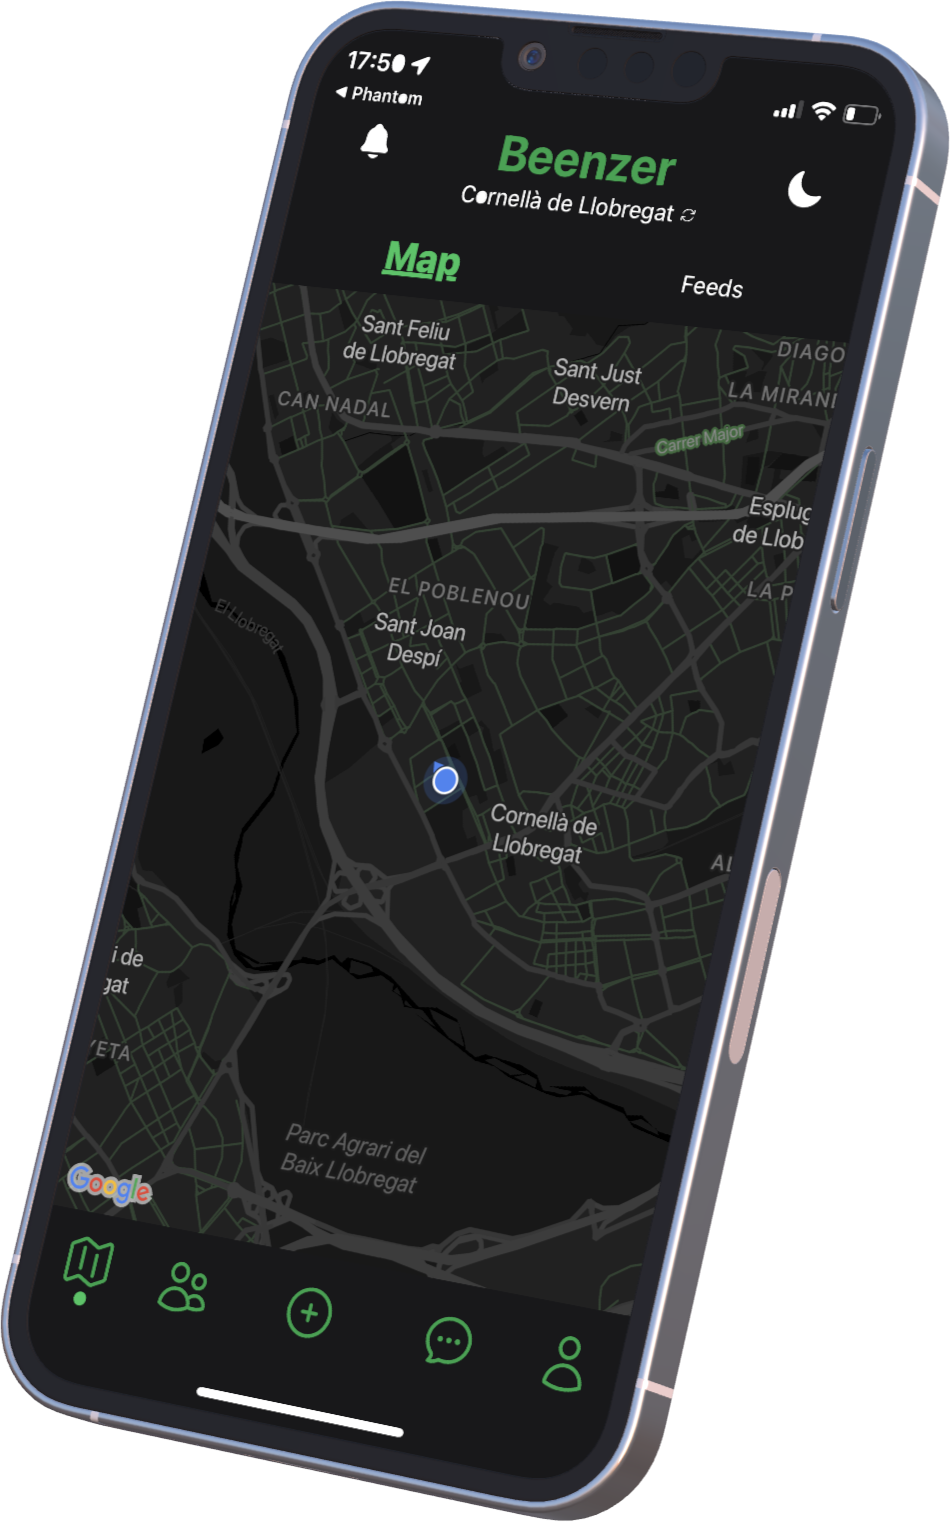 17:50
◀ Phantom
Beenzer
Cornellà de Llobregat
Map
Feeds
Sant Feliu
de Llobregat
Sant Just
Desvern
DIAGO
LA MIRAN
CAN NADAL
Carrer Major
Esplug
de Llob
EL POBLENOU
LA P
El Llobregat
Sant Joan
Despí
Cornellà de
Llobregat
AL
i de
gat
YETA
Parc Agrari del
Baix Llobregat
Google